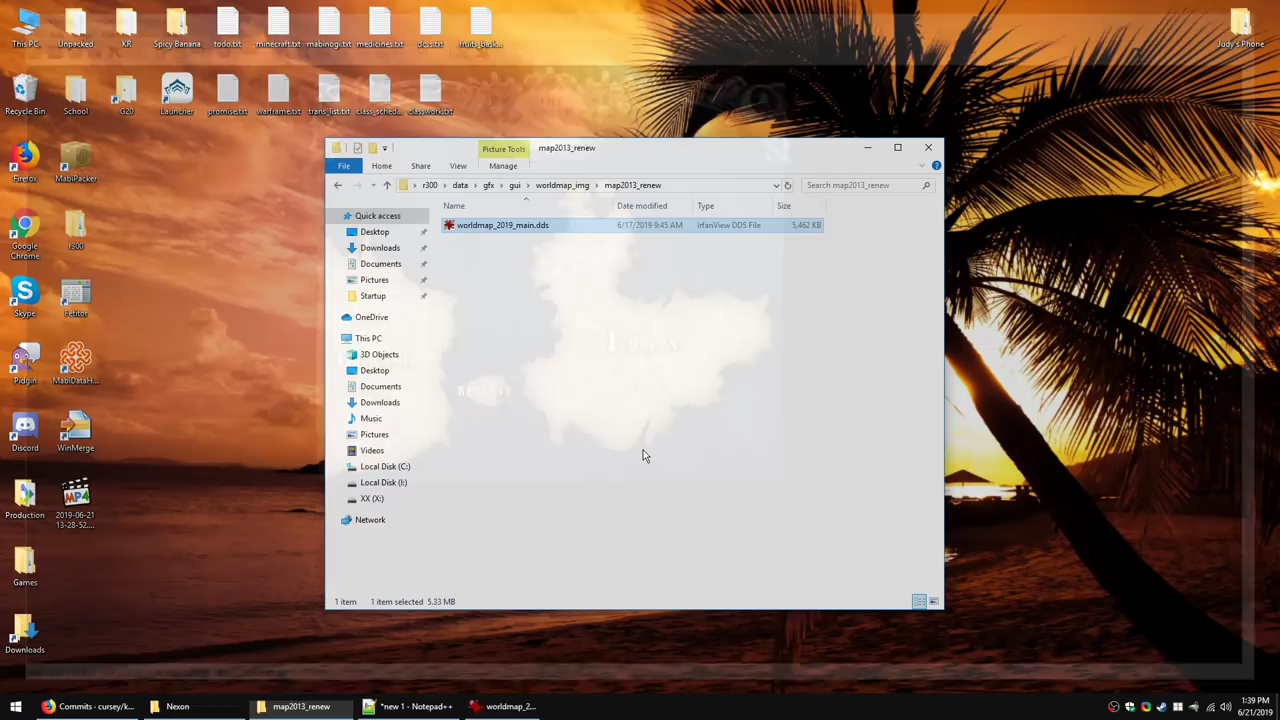 This PC
Unpacked
KR
Spicy Banana
todo.txt
minecraft.txt
mabinogi.txt
medicines.txt
dcss.txt
fruits_bask...
Judy's Phone
Recycle Bin
School
G20
Launcher
promise.txt
warframe.txt
trans_list.txt
class_sched...
classwork.txt
Firefox
MabiPacker
Google
Chrome
r300
Skype
Fetitor
Pidgin
MabiDataH...
Discord
WinMerge
Production
2019-06-21
13-28-52....
Games
Downloads
Picture Tools
map2013_renew
File
Home
Share
View
Manage
r300
data
gfx
gui
worldmap_img
map2013_renew
Search map2013_renew
Name
Date modified
Type
Size
worldmap_2019_main.dds
6/17/2019 9:45 AM
IrfanView DDS File
5,462 KB
Quick access
Desktop
Downloads
Documents
Pictures
Startup
OneDrive
This PC
3D Objects
Desktop
Documents
Downloads
Music
Pictures
Videos
Local Disk (C:)
Local Disk (I:)
XX (X:)
Network
1 item
1 item selected 5.33 MB
Commits - cursey/k...
Nexon
map2013_renew
*new 1 - Notepad++
worldmap_2...
1:39 PM
6/21/2019